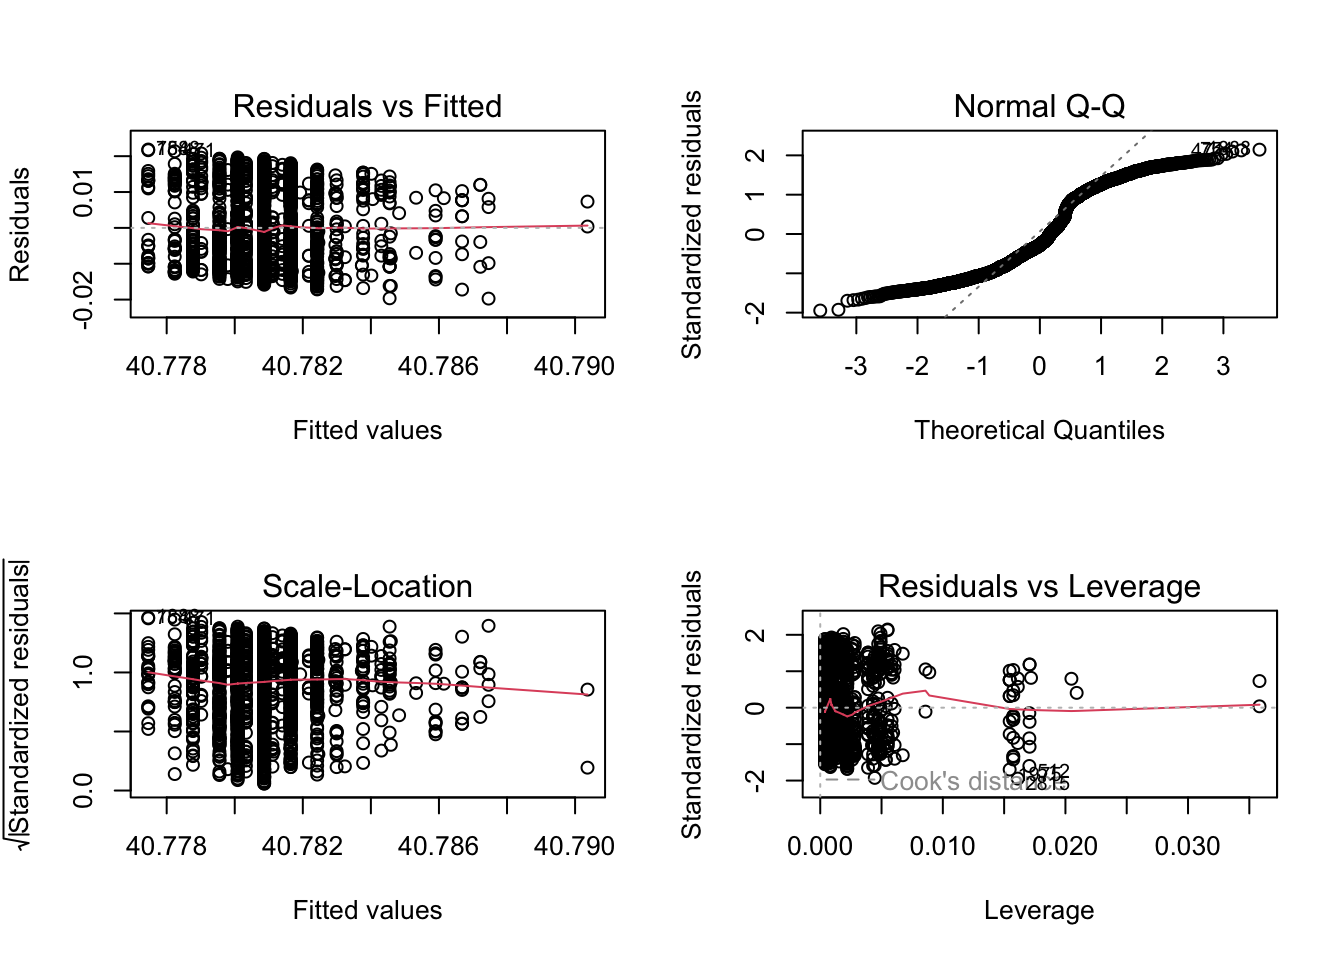 Residuals vs Fitted
Residuals
0.01
-0.02
40.778 40.782 40.786 40.790
Fitted values
Normal Q-Q
Standardized residuals
2
1
0
-2
-3 -2 -1 0 1 2 3
Theoretical Quantiles
Scale-Location
√|Standardized residuals|
1.0
0.0
40.778 40.782 40.786 40.790
Fitted values
Residuals vs Leverage
Standardized residuals
2
0
-2
Cook's distance
2815
0.000 0.010 0.020 0.030
Leverage